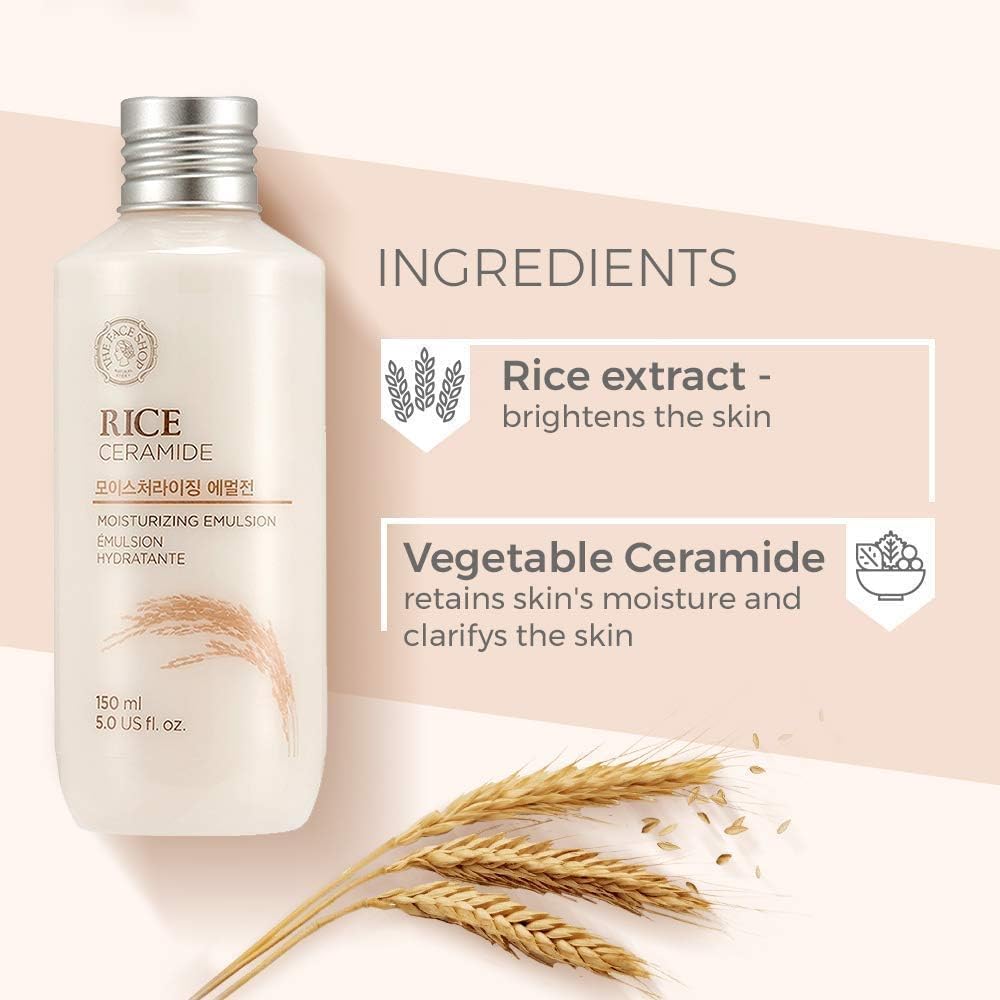 INGREDIENTS
Rice extract -
brightens the skin
Vegetable Ceramide
retains skin's moisture and
clarifys the skin
THE FACE SHOP
NATURAL
STORY
RICE
CERAMIDE
모이스처라이징 에멀전
MOISTURIZING EMULSION
ÉMULSION
HYDRATANTE
150 ml
5.0 US fl. oz.